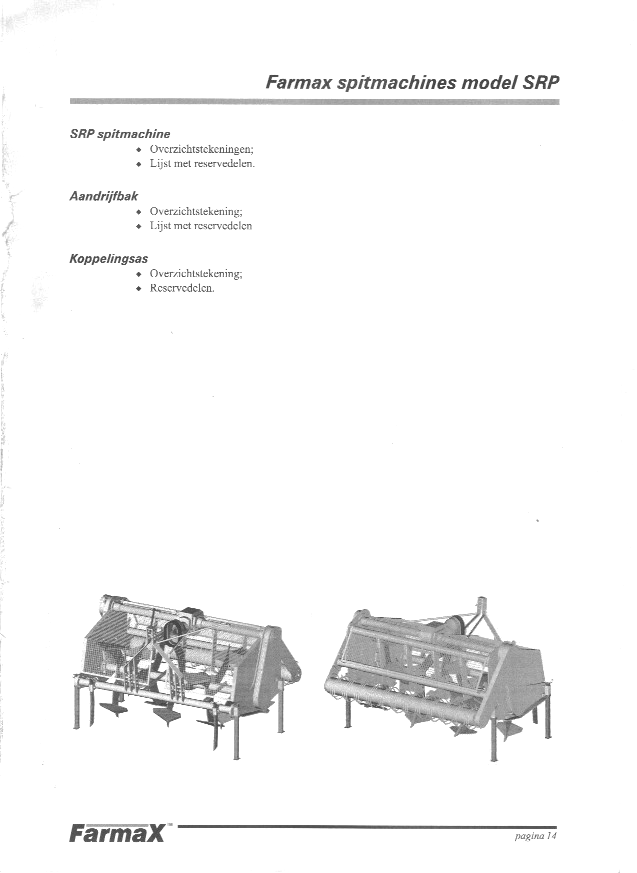 Farmax spitmachines model SRP
SRP spitmachine
◆ Overzichtstekeningen;
◆ Lijst met reservedelen.
Aandrijfbak
◆ Overzichtstekening;
◆ Lijst met reservedelen
Koppelingsas
◆ Overzichtstekening;
◆ Reservedelen.
FarmaX™
pagina 14